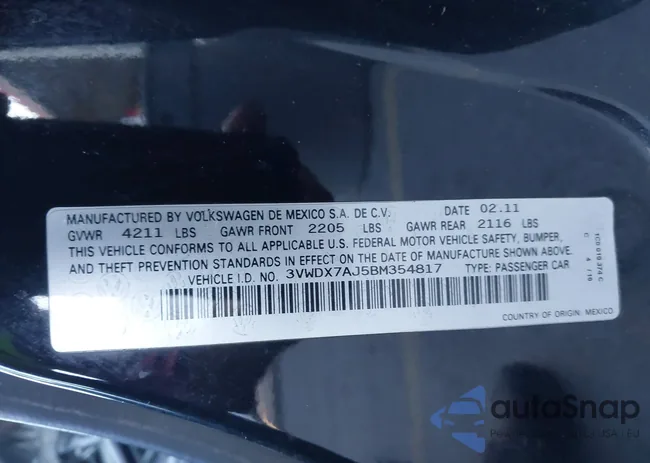 MANUFACTURED BY VOLKSWAGEN DE MEXICO S.A. DE C.V. DATE 02.11
GVWR 4211 LBS GAWR FRONT 2205 LBS GAWR REAR 2116 LBS
THIS VEHICLE CONFORMS TO ALL APPLICABLE U.S. FEDERAL MOTOR VEHICLE SAFETY, BUMPER,
AND THEFT PREVENTION STANDARDS IN EFFECT ON THE DATE OF MANUFACTURE SHOWN ABOVE.
VEHICLE I.D. NO. 3VWDX7AJ5BM354817 TYPE: PASSENGER CAR
COUNTRY OF ORIGIN: MEXICO
autoSnap